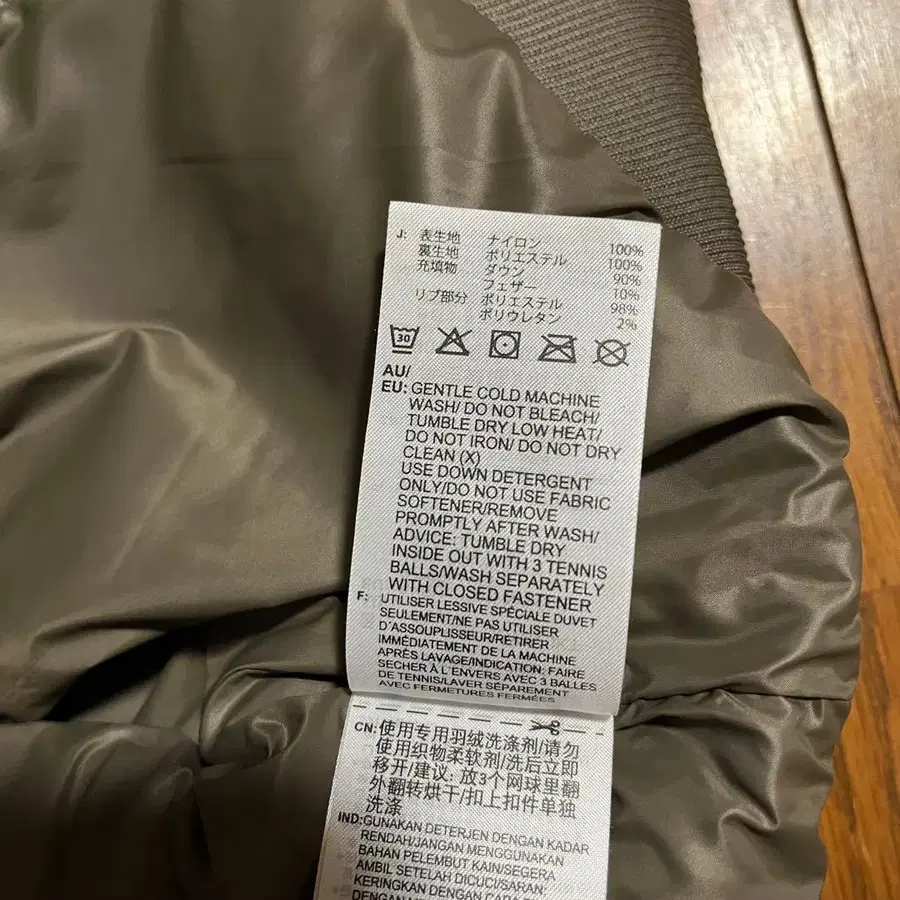 J: 表生地 ナイロン 100%
裏生地 ポリエステル 100%
充填物 ダウン 90%
フェザー 10%
リブ部分 ポリエステル 98%
ポリウレタン 2%
30
AU/
EU: GENTLE COLD MACHINE
WASH/ DO NOT BLEACH/
TUMBLE DRY LOW HEAT/
DO NOT IRON/ DO NOT DRY
CLEAN (X)
USE DOWN DETERGENT
ONLY/DO NOT USE FABRIC
SOFTENER/REMOVE
PROMPTLY AFTER WASH/
ADVICE: TUMBLE DRY
INSIDE OUT WITH 3 TENNIS
BALLS/WASH SEPARATELY
WITH CLOSED FASTENER
F: UTILISER LESSIVE SPÉCIALE DUVET
SEULEMENT/NE PAS UTILISER
D'ASSOUPLISSEUR/RETIRER
IMMÉDIATEMENT DE LA MACHINE
APRÈS LAVAGE/INDICATION: FAIRE
SECHER À L'ENVERS AVEC 3 BALLES
DE TENNIS/LAVER SÉPAREMENT
AVEC FERMETURES FERMÉES
CN:使用专用羽绒洗涤剂/请勿
使用织物柔软剂/洗后立即
移开/建议: 放3个网球里翻
外翻转烘干/扣上扣件单独
洗涤
IND:GUNAKAN DETERJEN DENGAN KADAR
RENDAH/JANGAN MENGGUNAKAN
BAHAN PELEMBUT KAIN/SEGERA
AMBIL SETELAH DICUCI/SARAN:
KERINGKAN DENGAN CARA